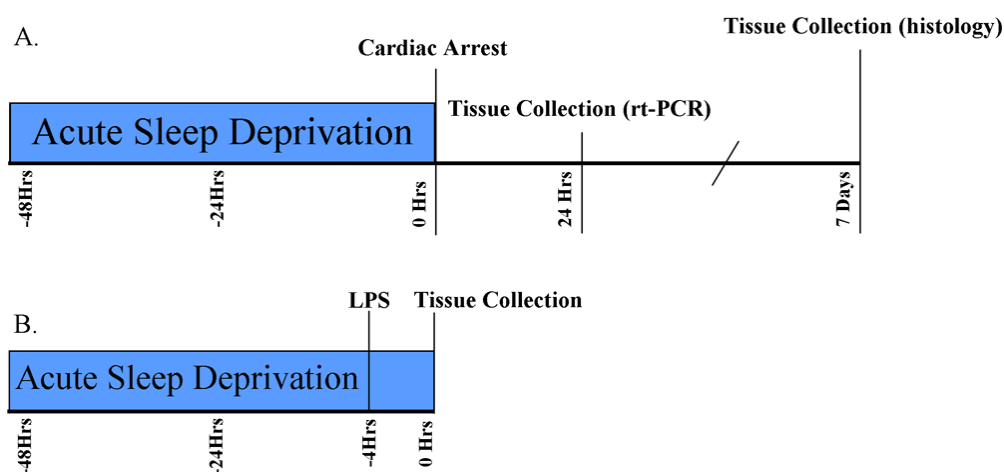 A.
Tissue Collection (histology)
Cardiac Arrest
Tissue Collection (rt-PCR)
Acute Sleep Deprivation
-48Hrs
-24Hrs
0 Hrs
24 Hrs
7 Days
B.
LPS
Tissue Collection
Acute Sleep Deprivation
-48Hrs
-24Hrs
-4Hrs
0 Hrs